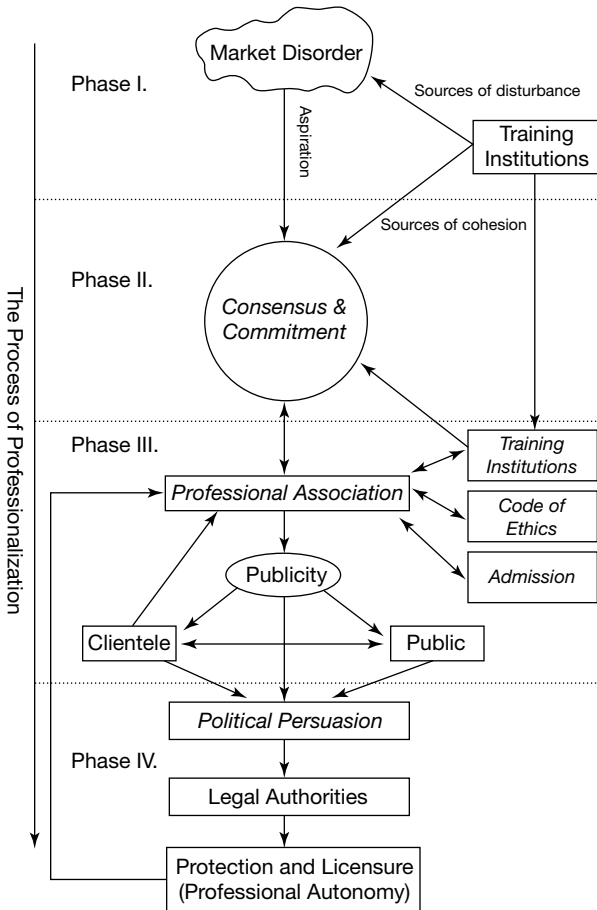 Market Disorder
Phase I.
Sources of disturbance
Training
Institutions
Aspiration
Sources of cohesion
Phase II.
Consensus &
Commitment
The Process of Professionalization
Phase III.
Training
Institutions
Professional Association
Code of
Ethics
Publicity
Admission
Clientele
Public
Political Persuasion
Phase IV.
Legal Authorities
Protection and Licensure
(Professional Autonomy)